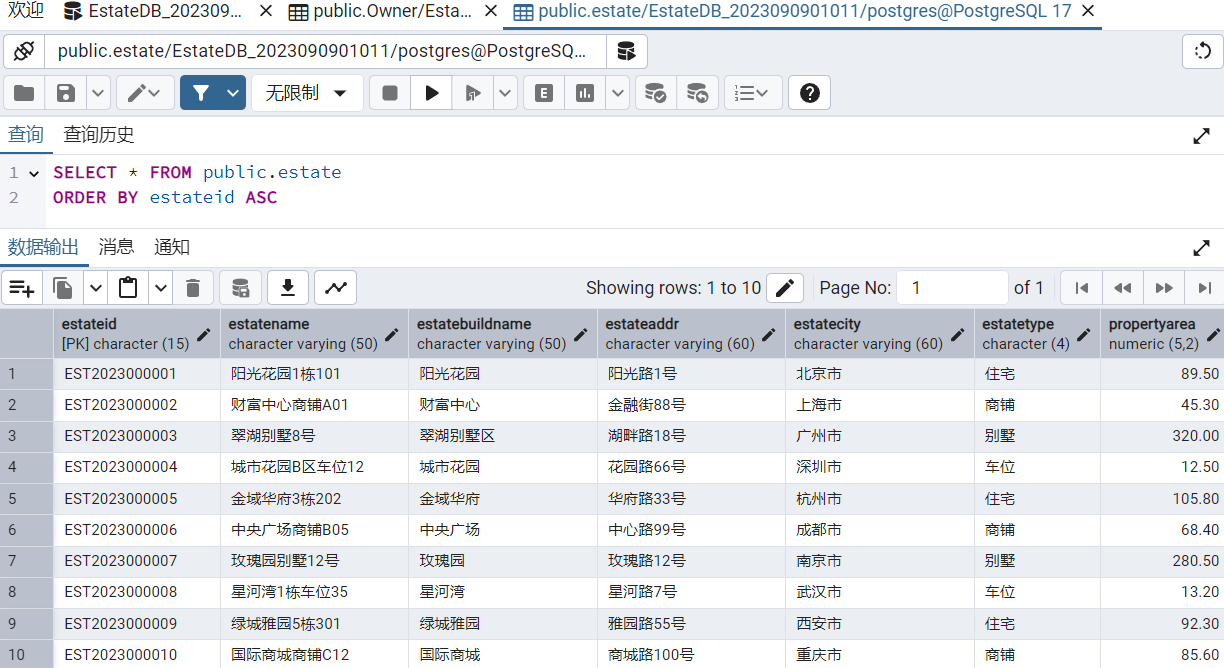 欢迎 EstateDB_202309... public.Owner/Esta... public.estate/EstateDB_2023090901011/postgres@PostgreSQL 17
public.estate/EstateDB_2023090901011/postgres@PostgreSQ...
无限制 E
查询 查询历史
1 SELECT * FROM public.estate
2 ORDER BY estateid ASC
数据输出 消息 通知
Showing rows: 1 to 10 Page No: 1 of 1
estateid estatename estatebuildname estateaddr estatecity estatetype propertyarea
[PK] character (15) character varying (50) character varying (50) character varying (60) character varying (60) character (4) numeric (5,2)
1 EST2023000001 阳光花园1栋101 阳光花园 阳光路1号 北京市 住宅 89.50
2 EST2023000002 财富中心商铺A01 财富中心 金融街88号 上海市 商铺 45.30
3 EST2023000003 翠湖别墅8号 翠湖别墅区 湖畔路18号 广州市 别墅 320.00
4 EST2023000004 城市花园B区车位12 城市花园 花园路66号 深圳市 车位 12.50
5 EST2023000005 金域华府3栋202 金域华府 华府路33号 杭州市 住宅 105.80
6 EST2023000006 中央广场商铺B05 中央广场 中心路99号 成都市 商铺 68.40
7 EST2023000007 玫瑰园别墅12号 玫瑰园 玫瑰路12号 南京市 别墅 280.50
8 EST2023000008 星河湾1栋车位35 星河湾 星河路7号 武汉市 车位 13.20
9 EST2023000009 绿城雅园5栋301 绿城雅园 雅园路55号 西安市 住宅 92.30
10 EST2023000010 国际商城商铺C12 国际商城 商城路100号 重庆市 商铺 85.60